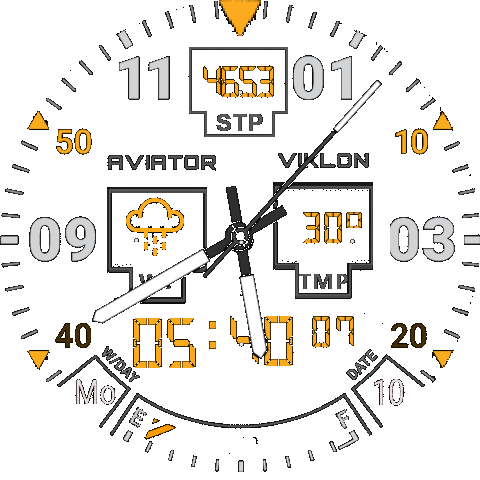 11 4653 01
STP
50 10
AVIATOR VIKLON
09 30° 03
TMP
40 05:40 07 20
W/DAY DATE
Mo 10
E F